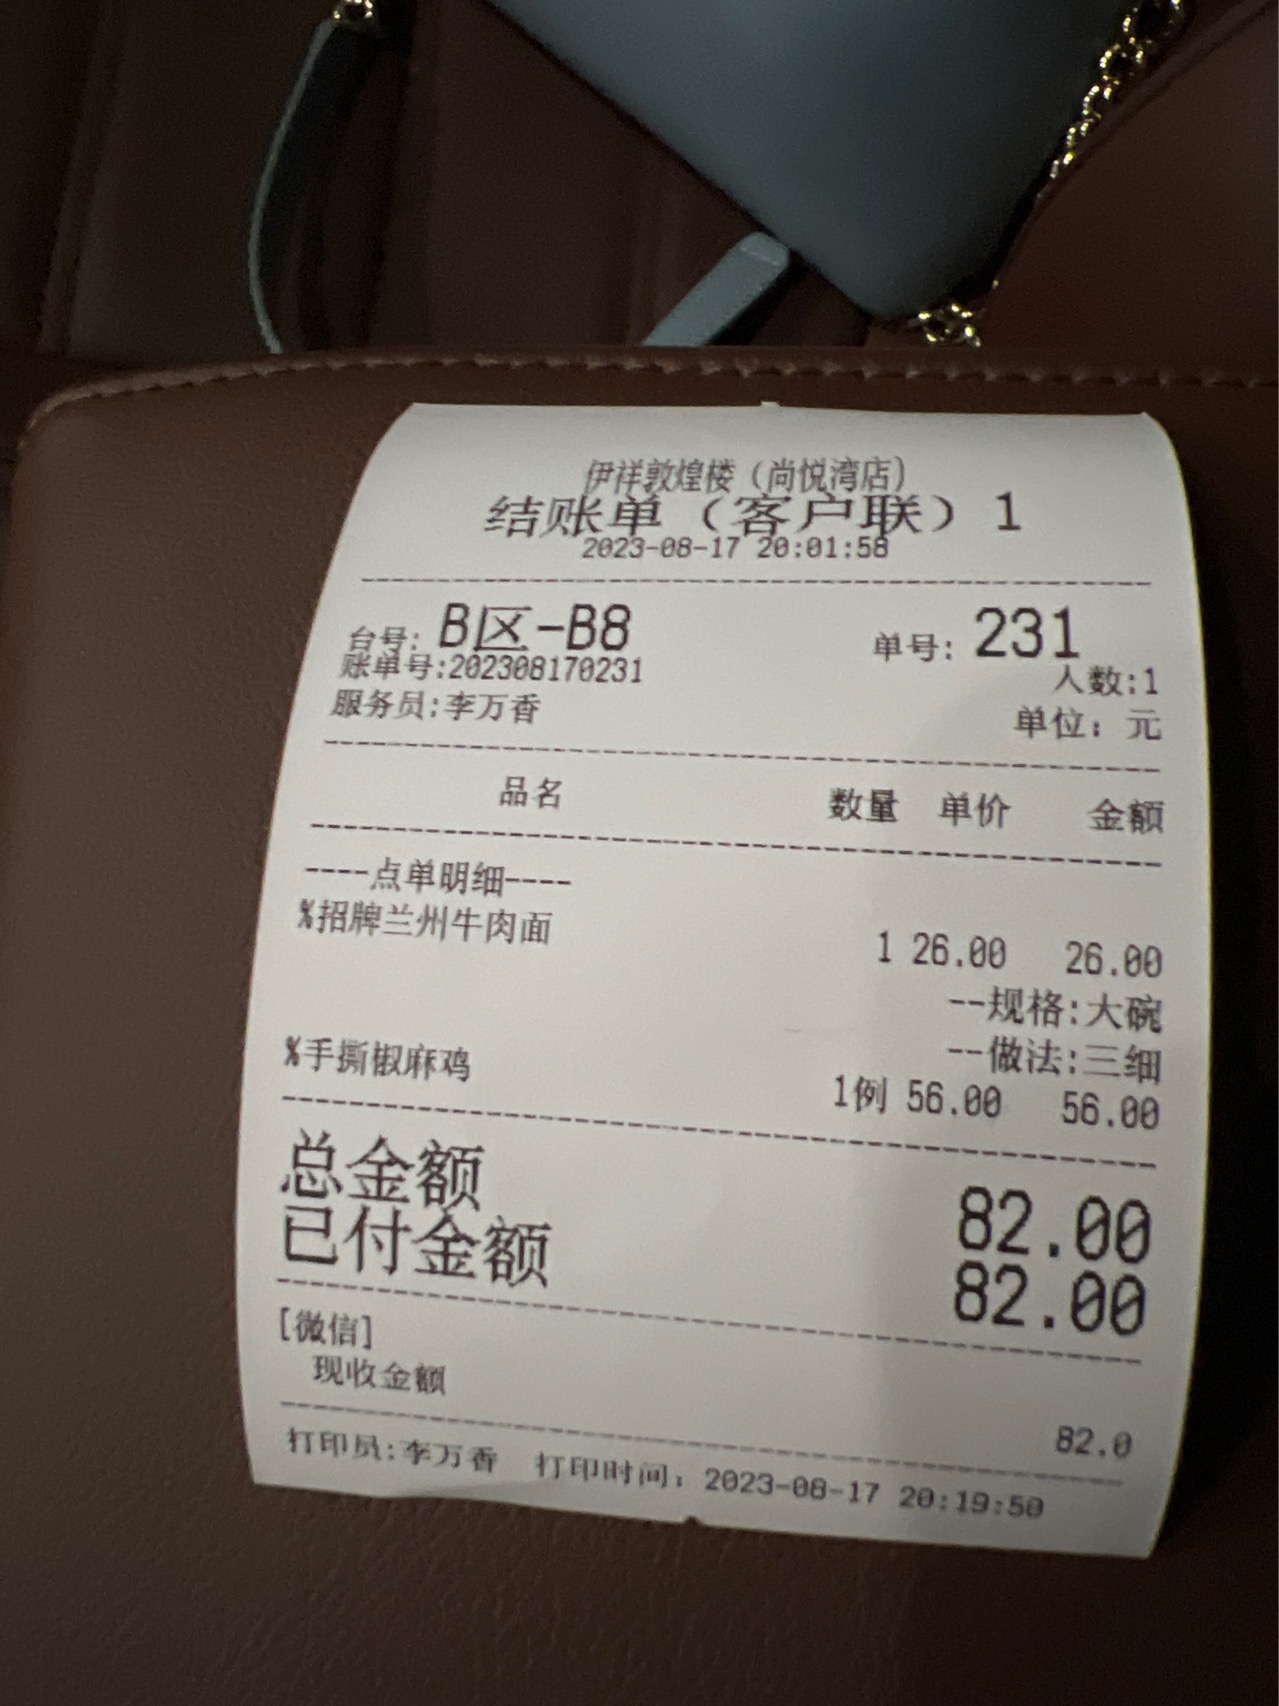 伊祥敦煌楼（尚悦湾店）
结账单（客户联）1
2023-08-17 20:01:58
台号: B区-B8 单号: 231
账单号:202308170231 人数:1
服务员:李万香 单位: 元
品名 数量 单价 金额
----点单明细----
%招牌兰州牛肉面
1 26.00 26.00
--规格:大碗
--做法:三细
%手撕椒麻鸡
1例 56.00 56.00
总金额 82.00
已付金额 82.00
[微信]
现收金额 82.0
打印员:李万香 打印时间: 2023-08-17 20:19:50